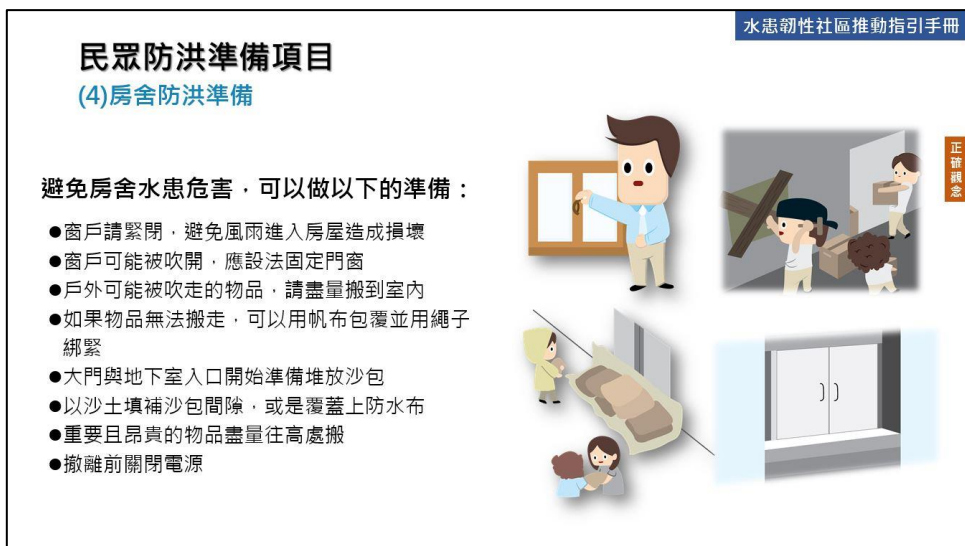 水患韌性社區推動指引手冊
民眾防洪準備項目
(4)房舍防洪準備
正確觀念
避免房舍水患危害，可以做以下的準備：
●窗戶請緊閉，避免風雨進入房屋造成損壞
●窗戶可能被吹開，應設法固定門窗
●戶外可能被吹走的物品，請盡量搬到室內
●如果物品無法搬走，可以用帆布包覆並用繩子
綁緊
●大門與地下室入口開始準備堆放沙包
●以沙土填補沙包間隙，或是覆蓋上防水布
●重要且昂貴的物品盡量往高處搬
●撤離前關閉電源